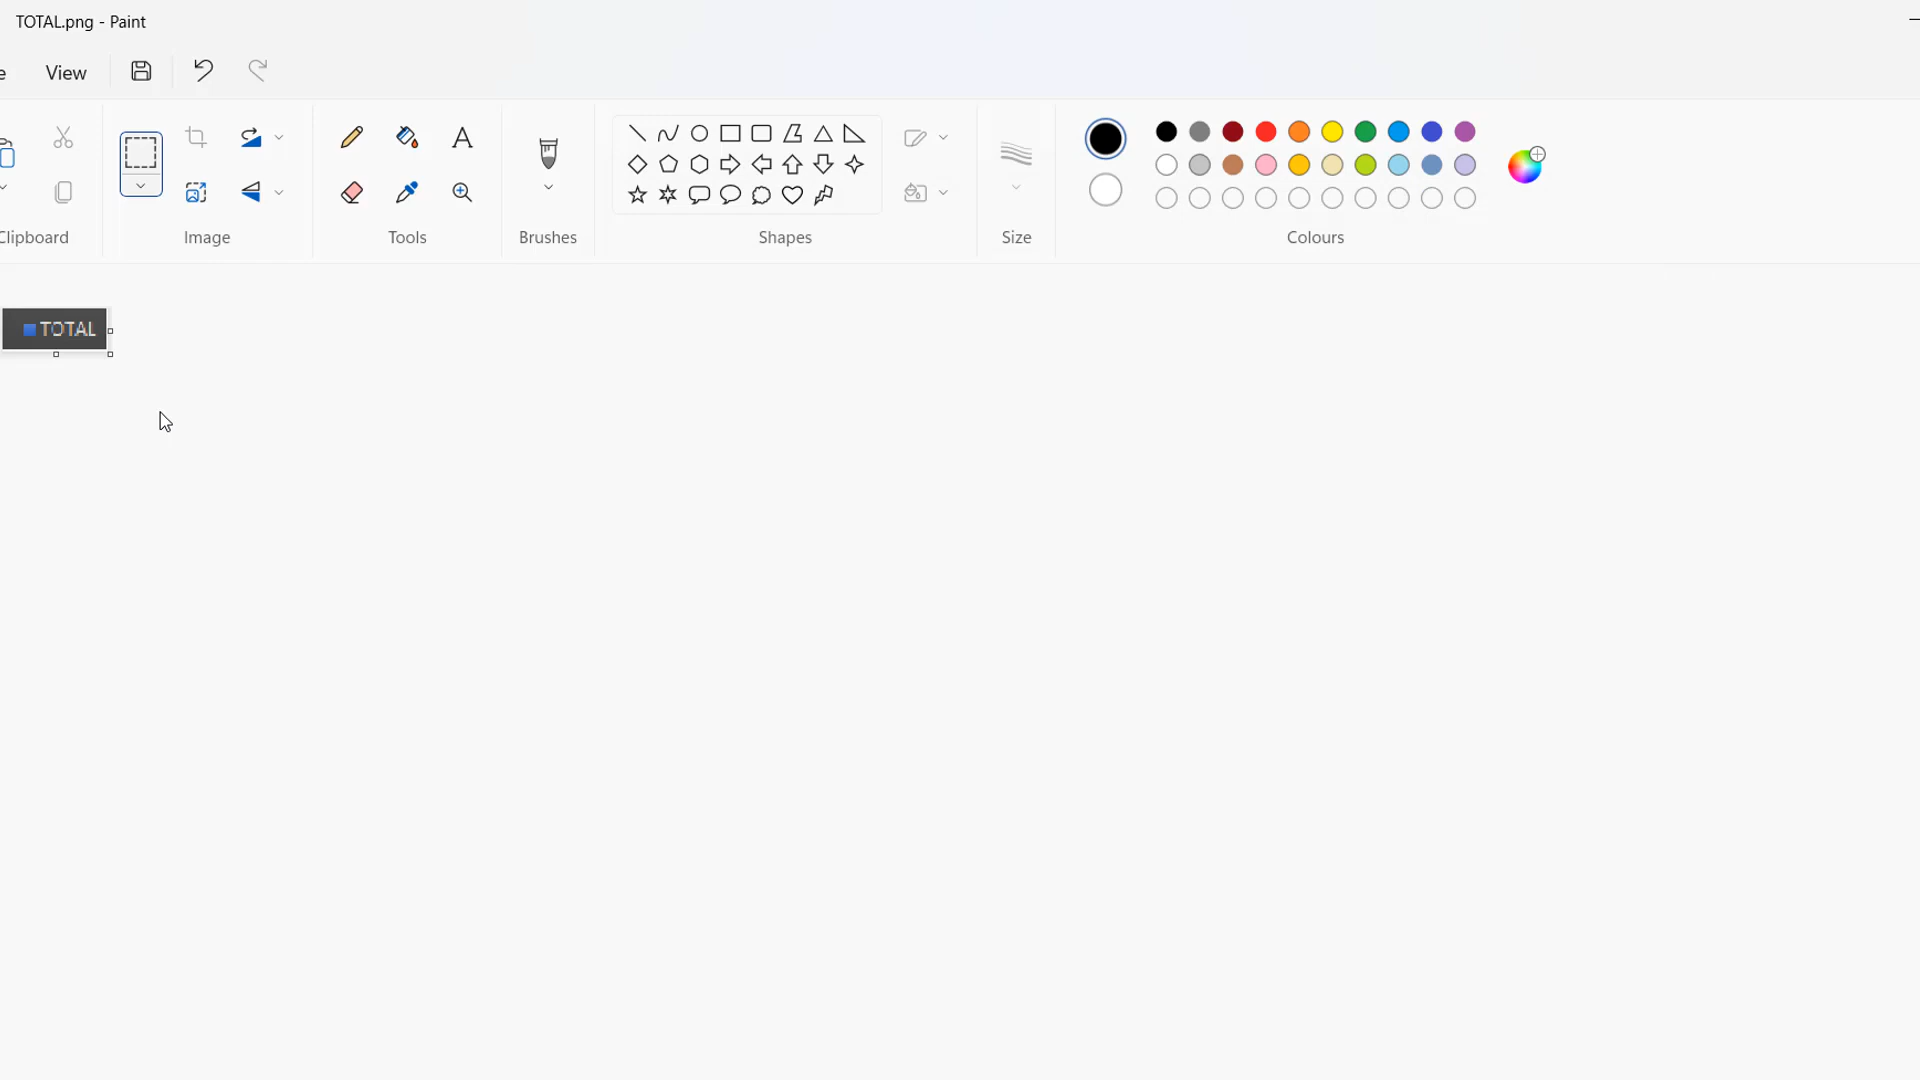 TOTAL.png - Paint
e View
Clipboard
Image
Tools
Brushes
Shapes
Size
Colours
TOTAL